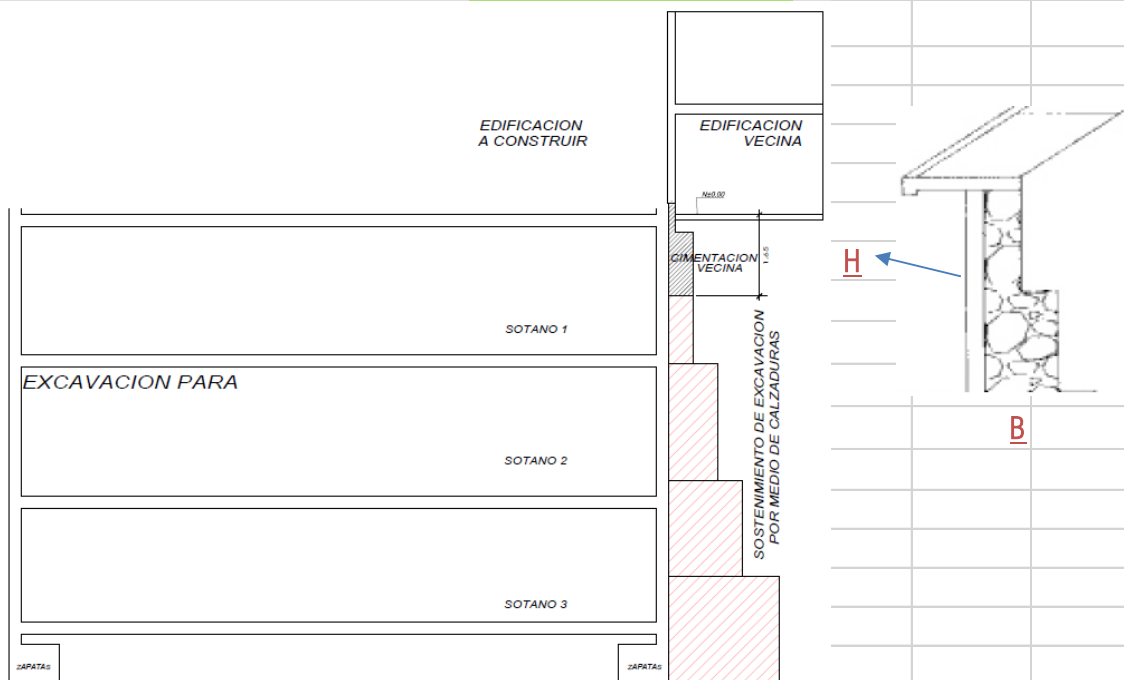 EDIFICACION
A CONSTRUIR
EDIFICACION
VECINA
N±0.00
CIMENTACION
VECINA
1.65
H
SOTANO 1
SOSTENIMIENTO DE EXCAVACION
POR MEDIO DE CALZADURAS
EXCAVACION PARA
B
SOTANO 2
SOTANO 3
ZAPATAS
ZAPATAS